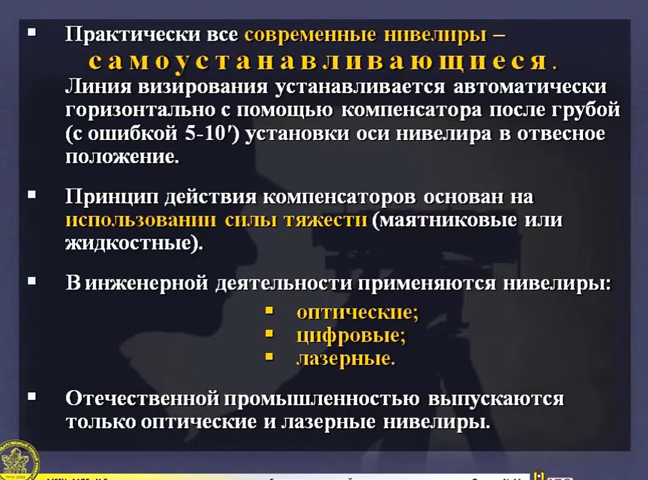 Практически все современные нивелиры –
самоустанавливающиеся.
Линия визирования устанавливается автоматически
горизонтально с помощью компенсатора после грубой
(с ошибкой 5-10′) установки оси нивелира в отвесное
положение.
Принцип действия компенсаторов основан на
использовании силы тяжести (маятниковые или
жидкостные).
В инженерной деятельности применяются нивелиры:
оптические;
цифровые;
лазерные.
Отечественной промышленностью выпускаются
только оптические и лазерные нивелиры.